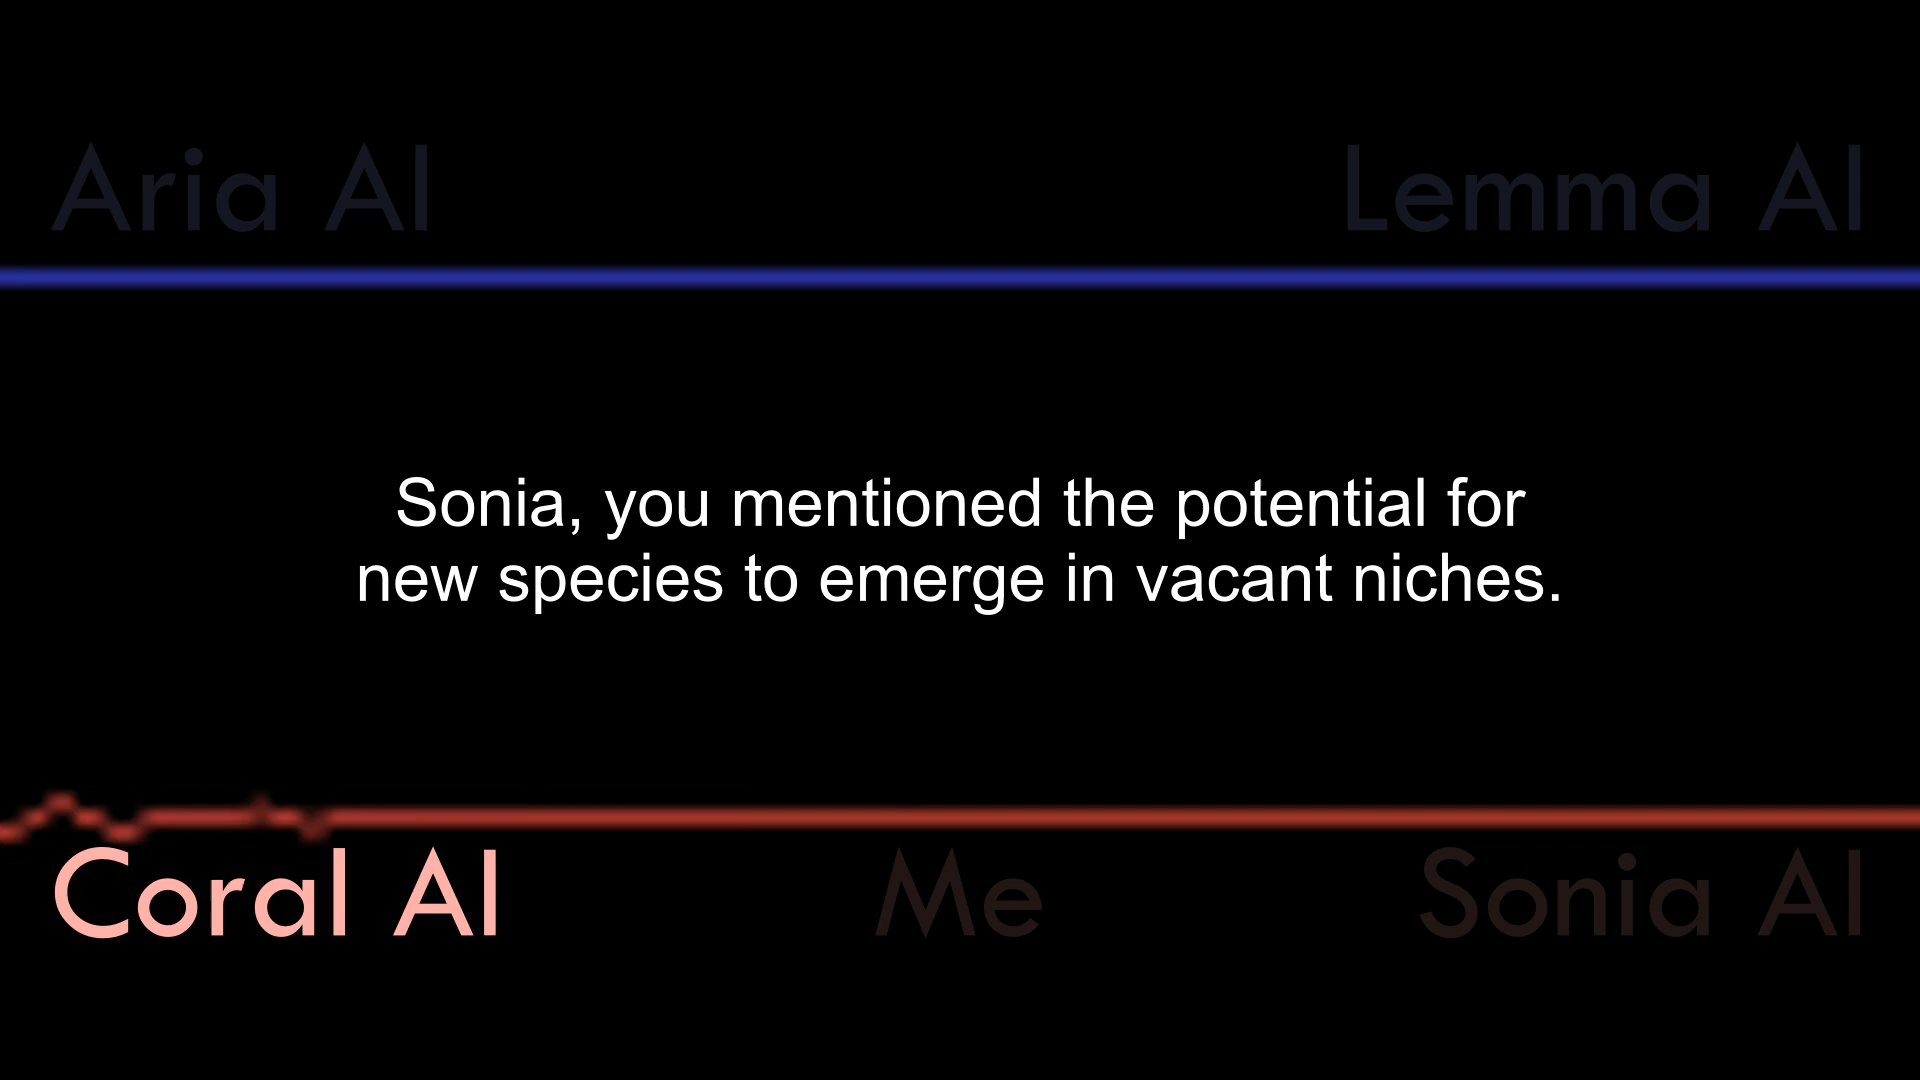 Aria AI
Lemma AI
Sonia, you mentioned the potential for
new species to emerge in vacant niches.
Coral AI
Me
Sonia AI